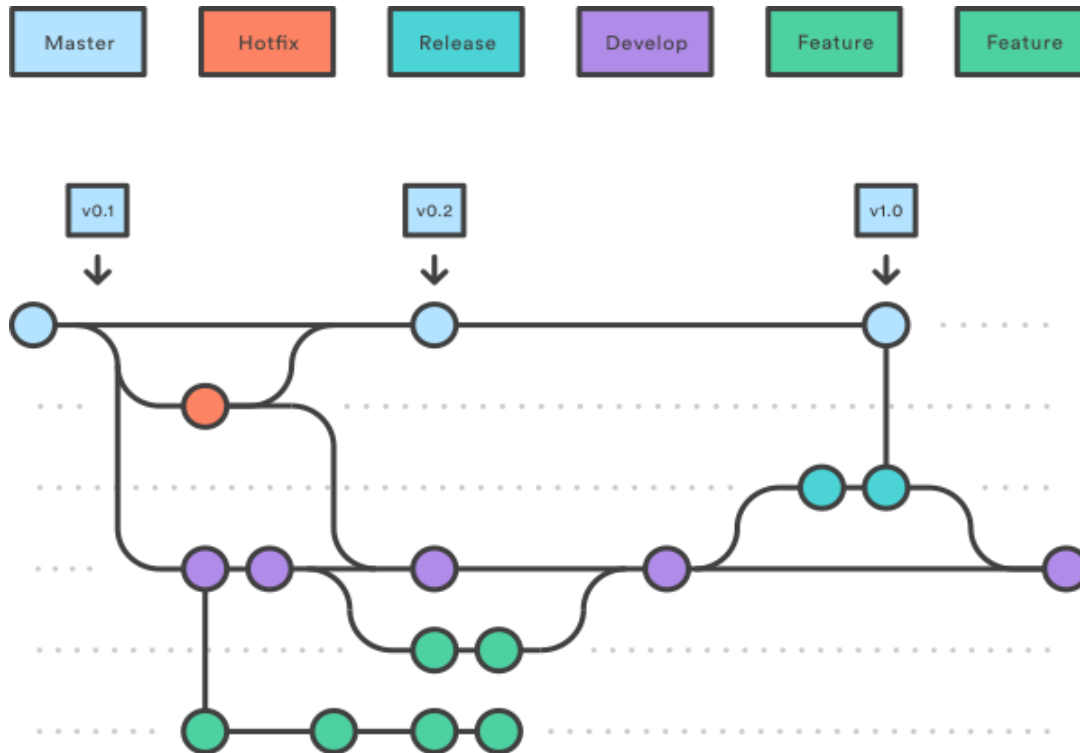 Master
Hotfix
Release
Develop
Feature
Feature
v0.1
v0.2
v1.0